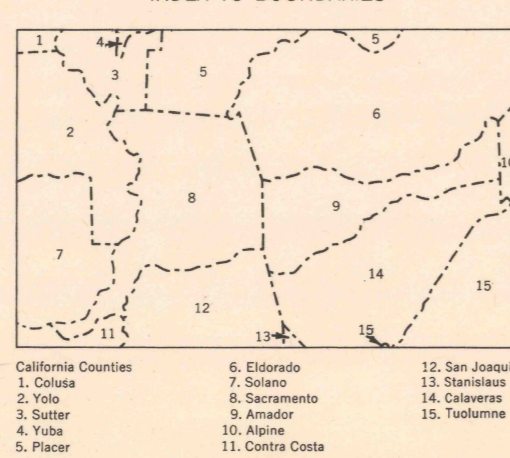 INDEX TO BOUNDARIES
1
4
5
5
3
2
6
10
8
9
7
14
15
12
13
15
11
California Counties
1. Colusa
2. Yolo
3. Sutter
4. Yuba
5. Placer
6. Eldorado
7. Solano
8. Sacramento
9. Amador
10. Alpine
11. Contra Costa
12. San Joaqui
13. Stanislaus
14. Calaveras
15. Tuolumne